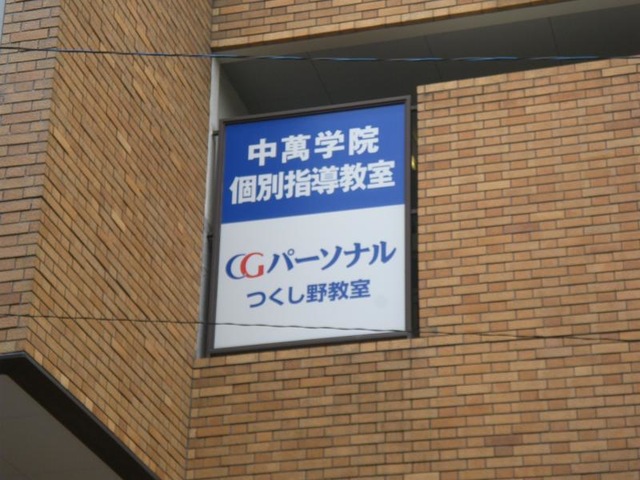 中萬学院
個別指導教室
CGパーソナル
つくし野教室